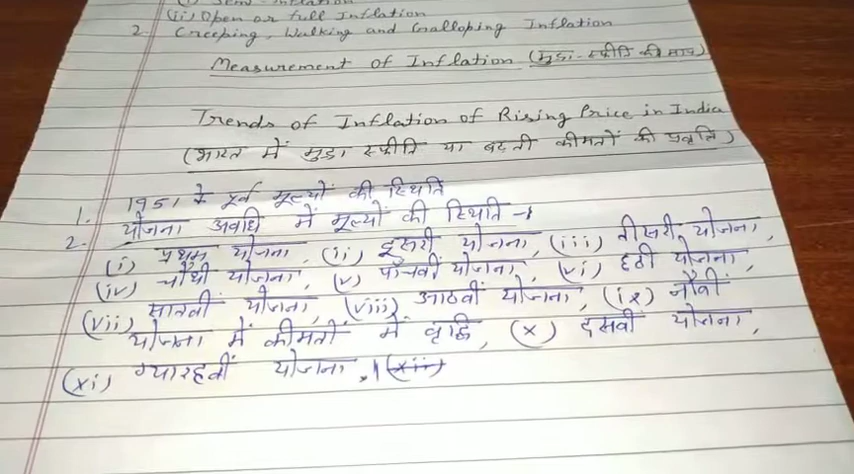 (i) Semi-Inflation
(ii) Open or full Inflation
2. Creeping, Walking and Galloping Inflation
Measurement of Inflation (मुद्रा-स्फीति की माप)
Trends of Inflation of Rising Price in India
(भारत में मुद्रा स्फीति या बढ़ती कीमतों की प्रवृत्ति)
1. 1951 के पूर्व मूल्यों की स्थिति
2. योजना अवधि में मूल्यों की स्थिति →
(i) प्रथम योजना, (ii) दूसरी योजना, (iii) तीसरी योजना,
(iv) चौथी योजना, (v) पाँचवीं योजना, (vi) छठी योजना,
(vii) सातवीं योजना, (viii) आठवीं योजना, (ix) नौवीं
योजना में कीमतों में वृद्धि, (x) दसवीं योजना,
(xi) ग्यारहवीं योजना, । (xii)